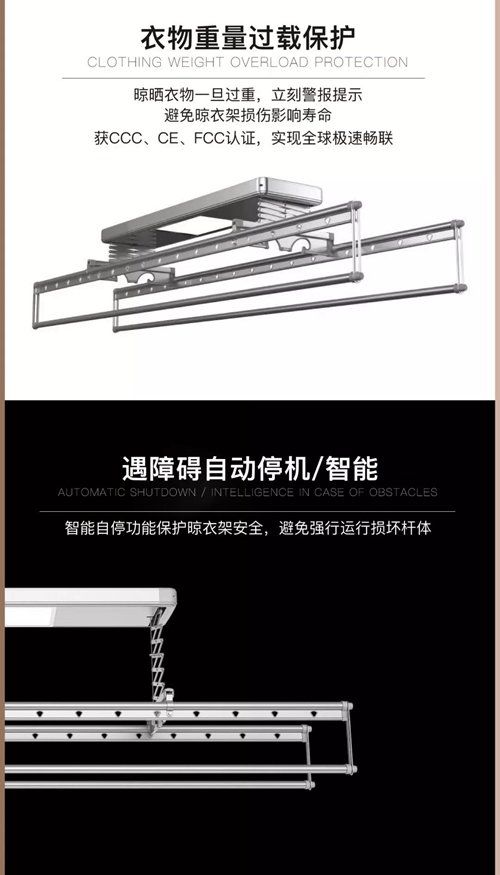 衣物重量过载保护
CLOTHING WEIGHT OVERLOAD PROTECTION
晾晒衣物一旦过重，立刻警报提示
避免晾衣架损伤影响寿命
获CCC、CE、FCC认证，实现全球极速畅联
遇障碍自动停机/智能
AUTOMATIC SHUTDOWN / INTELLIGENCE IN CASE OF OBSTACLES
智能自停功能保护晾衣架安全，避免强行运行损坏杆体